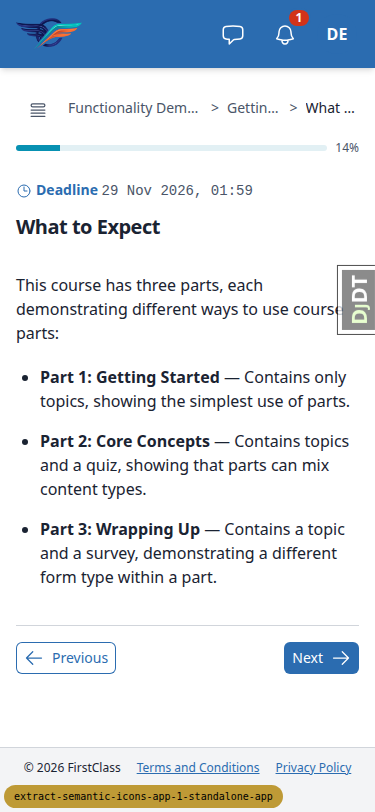 1
DE
Functionality Dem... > Gettin... > What ...
14%
Deadline 29 Nov 2026, 01:59
What to Expect
This course has three parts, each
demonstrating different ways to use course
parts:
DJDT
• Part 1: Getting Started — Contains only
topics, showing the simplest use of parts.
• Part 2: Core Concepts — Contains topics
and a quiz, showing that parts can mix
content types.
• Part 3: Wrapping Up — Contains a topic
and a survey, demonstrating a different
form type within a part.
← Previous
Next →
© 2026 FirstClass Terms and Conditions Privacy Policy
extract-semantic-icons-app-1-standalone-app